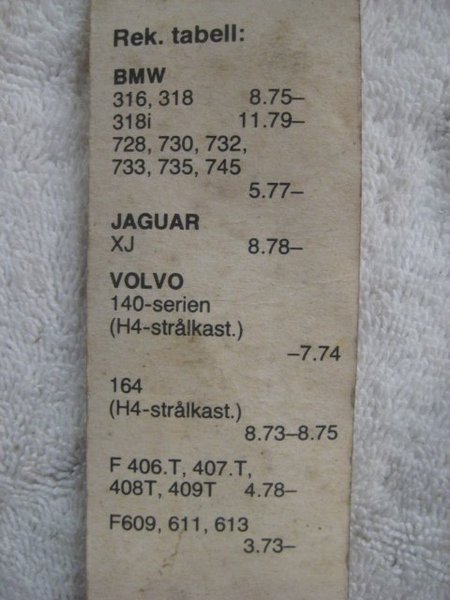 Rek. tabell:
BMW
316, 318 8.75–
318i 11.79–
728, 730, 732,
733, 735, 745
5.77–
JAGUAR
XJ 8.78–
VOLVO
140-serien
(H4-strålkast.)
–7.74
164
(H4-strålkast.)
8.73–8.75
F 406.T, 407.T,
408T, 409T 4.78–
F609, 611, 613
3.73–